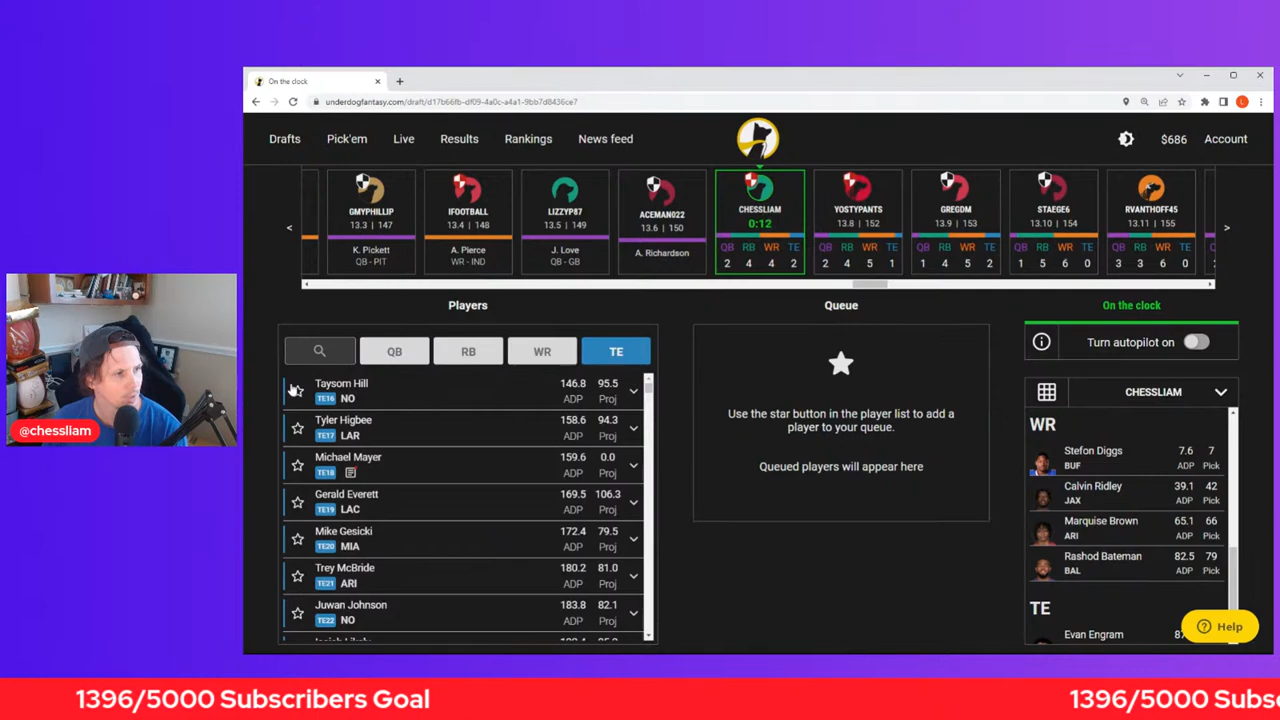 On the clock
underdogfantasy.com/draft/d17b66fb-df09-4a0c-a4a1-9bb7d8436ce7
Drafts Pick'em Live Results Rankings News feed $686 Account
GMYPHILLIP
13.3 | 147
K. Pickett
QB - PIT
IFOOTBALL
13.4 | 148
A. Pierce
WR - IND
LIZZYP87
13.5 | 149
J. Love
QB - GB
ACEMAN022
13.6 | 150
A. Richardson
CHESSLIAM
0:12
QB RB WR TE
2 4 4 2
YOSTYPANTS
13.8 | 152
QB RB WR TE
2 4 5 1
GREGDM
13.9 | 153
QB RB WR TE
1 4 5 2
STAEGE6
13.10 | 154
QB RB WR TE
1 5 6 0
RVANTHOFF45
13.11 | 155
QB RB WR TE
3 3 6 0
Players
QB RB WR TE
Taysom Hill 146.8 95.5
TE16 NO ADP Proj
Tyler Higbee 158.6 94.3
TE17 LAR ADP Proj
Michael Mayer 159.6 0.0
TE18 ADP Proj
Gerald Everett 169.5 106.3
TE19 LAC ADP Proj
Mike Gesicki 172.4 79.5
TE20 MIA ADP Proj
Trey McBride 180.2 81.0
TE21 ARI ADP Proj
Juwan Johnson 183.8 82.1
TE22 NO ADP Proj
Queue
Use the star button in the player list to add a
player to your queue.
Queued players will appear here
On the clock
Turn autopilot on
CHESSLIAM
WR
Stefon Diggs 7.6 7
BUF ADP Pick
Calvin Ridley 39.1 42
JAX ADP Pick
Marquise Brown 65.1 66
ARI ADP Pick
Rashod Bateman 82.5 79
BAL ADP Pick
TE
Evan Engram
Help
@chessliam
1396/5000 Subscribers Goal
1396/5000 Subs